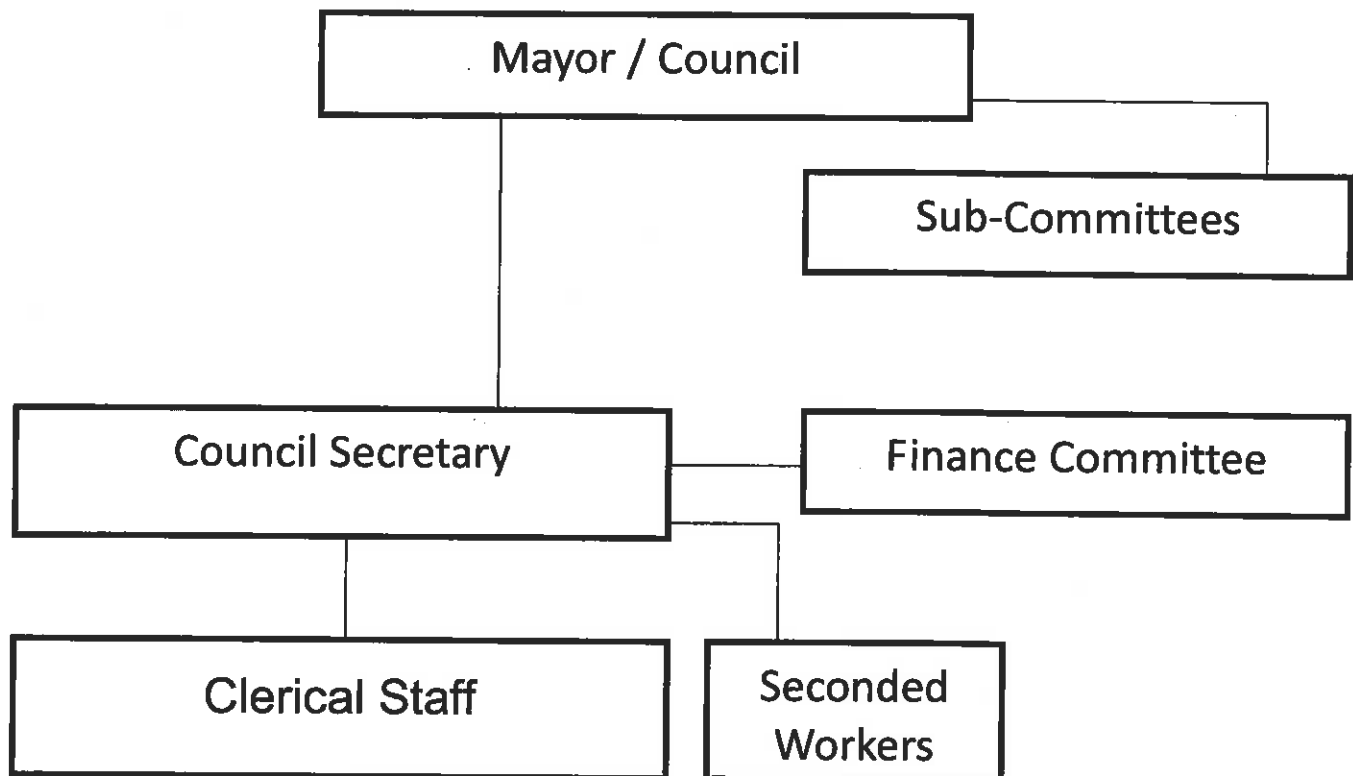 Mayor / Council
Sub-Committees
Council Secretary
Finance Committee
Clerical Staff
Seconded
Workers